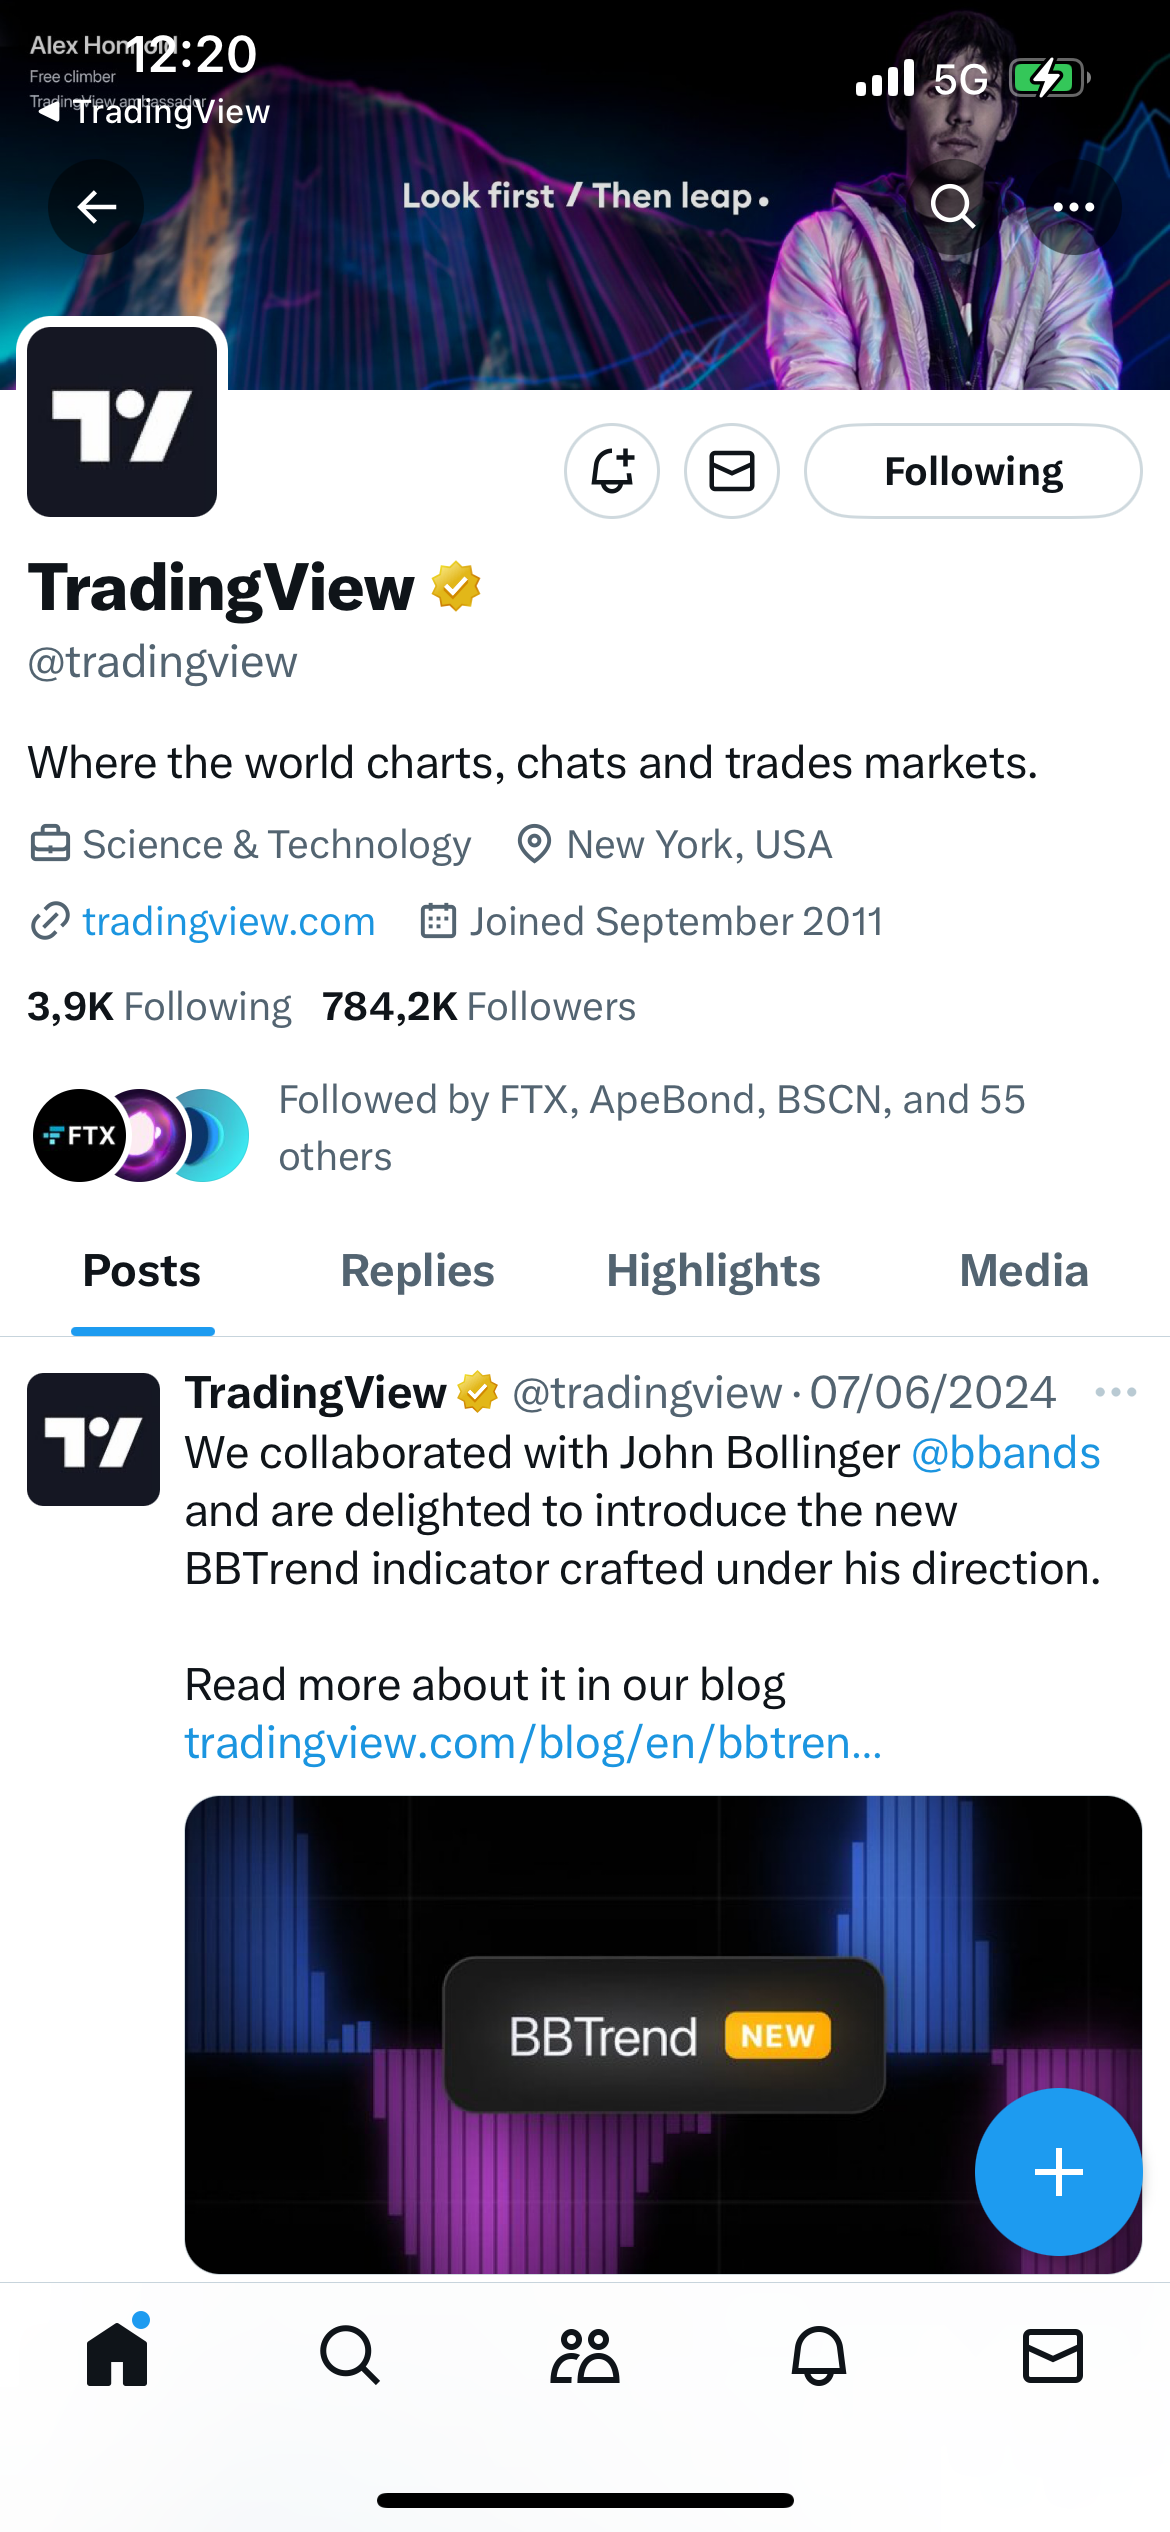 Alex Honnold
12:20
5G
Free climber
TradingView ambassador
TradingView
Look first / Then leap.
TradingView
@tradingview
Following
Where the world charts, chats and trades markets.
Science & Technology New York, USA
tradingview.com Joined September 2011
3,9K Following 784,2K Followers
FTX
Followed by FTX, ApeBond, BSCN, and 55
others
Posts Replies Highlights Media
TradingView @tradingview · 07/06/2024
We collaborated with John Bollinger @bbands
and are delighted to introduce the new
BBTrend indicator crafted under his direction.
Read more about it in our blog
tradingview.com/blog/en/bbtren...
BBTrend NEW